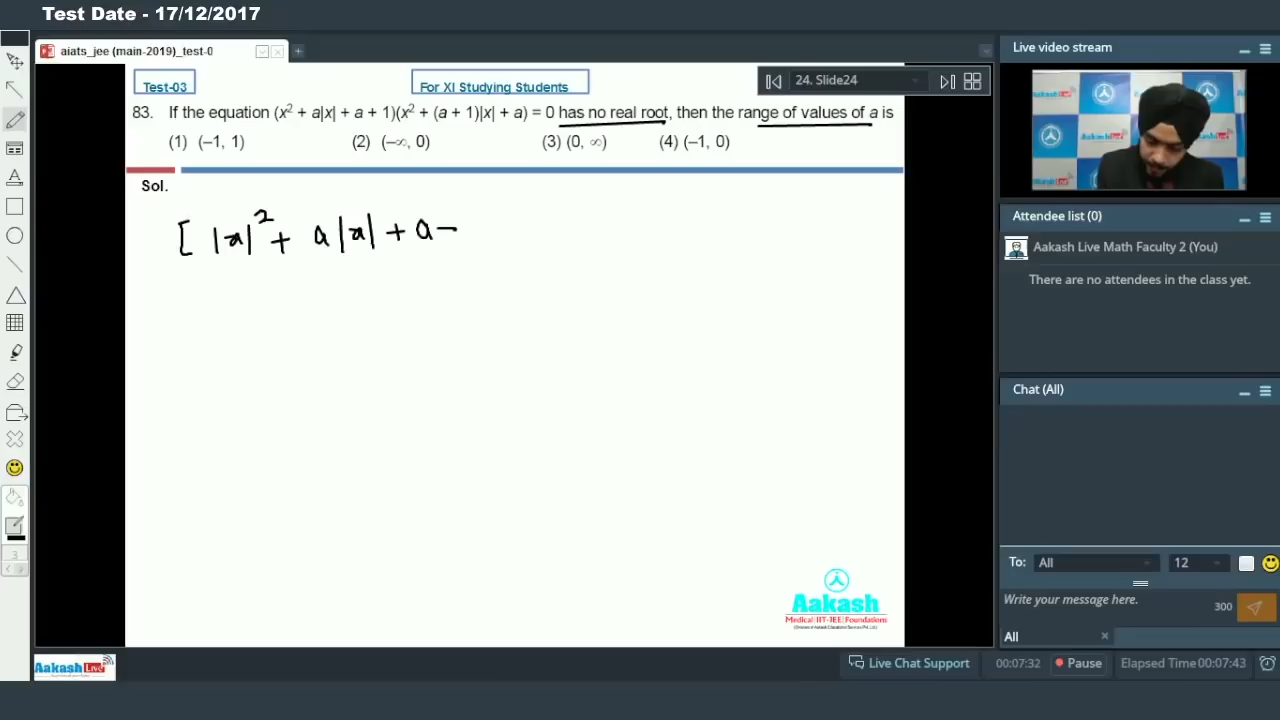 Test Date - 17/12/2017
aiats_jee (main-2019)_test-0
Test-03
For XI Studying Students
24. Slide24
83. If the equation (x² + a|x| + a + 1)(x² + (a + 1)|x| + a) = 0 has no real root, then the range of values of a is
(1) (–1, 1) (2) (–∞, 0) (3) (0, ∞) (4) (–1, 0)
Sol.
[ |x|² + a|x| + a –
Aakash
Medical|IIT-JEE|Foundations
Aakash Live
3
Live video stream
Attendee list (0)
Aakash Live Math Faculty 2 (You)
There are no attendees in the class yet.
Chat (All)
To: All 12
Write your message here.
300
All
Live Chat Support 00:07:32 Pause Elapsed Time 00:07:43